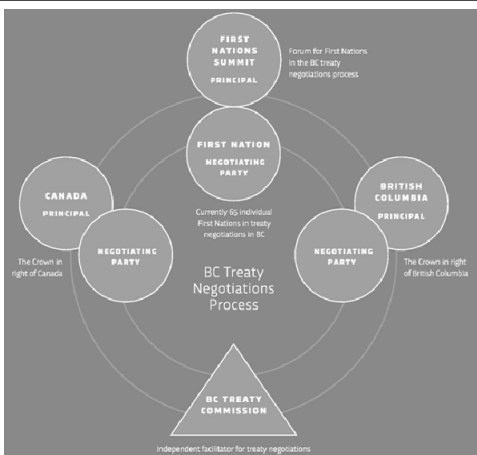 FIRST
NATIONS
SUMMIT
PRINCIPAL
Forum for First Nations
in the BC treaty
negotiations process
FIRST NATION
NEGOTIATING
PARTY
Currently 65 individual
First Nations in treaty
negotiations in BC
CANADA
PRINCIPAL
The Crown in
right of Canada
NEGOTIATING
PARTY
BRITISH
COLUMBIA
PRINCIPAL
NEGOTIATING
PARTY
The Crown in right
of British Columbia
BC Treaty
Negotiations
Process
BC TREATY
COMMISSION
Independent facilitator for treaty negotiations